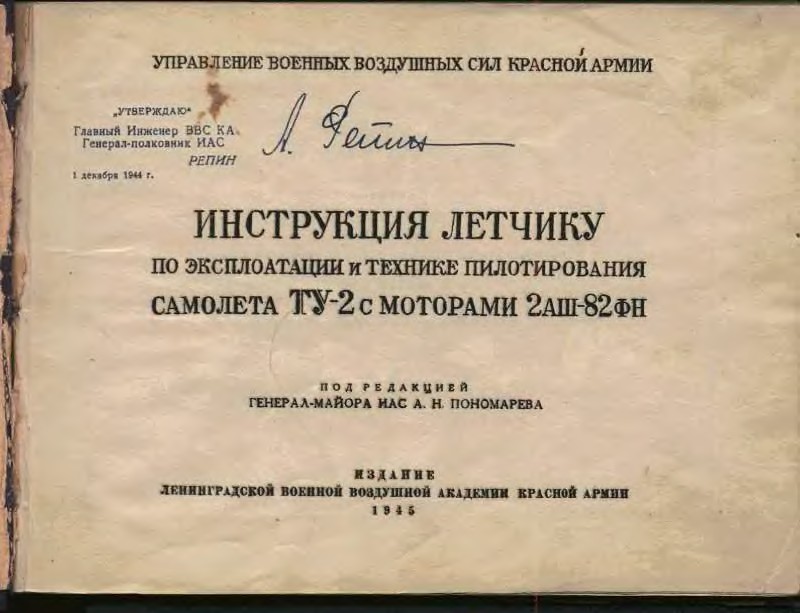 УПРАВЛЕНИЕ ВОЕННЫХ ВОЗДУШНЫХ СИЛ КРАСНОЙ АРМИИ
„УТВЕРЖДАЮ“
Главный Инженер ВВС КА
Генерал-полковник ИАС
РЕПИН
1 декабря 1944 г.
А. Репин
ИНСТРУКЦИЯ ЛЕТЧИКУ
ПО ЭКСПЛОАТАЦИИ и ТЕХНИКЕ ПИЛОТИРОВАНИЯ
САМОЛЕТА ТУ-2 С МОТОРАМИ 2АШ-82ФН
ПОД РЕДАКЦИЕЙ
ГЕНЕРАЛ-МАЙОРА ИАС А. Н. ПОНОМАРЕВА
ИЗДАНИЕ
ЛЕНИНГРАДСКОЙ ВОЕННОЙ ВОЗДУШНОЙ АКАДЕМИИ КРАСНОЙ АРМИИ
1945